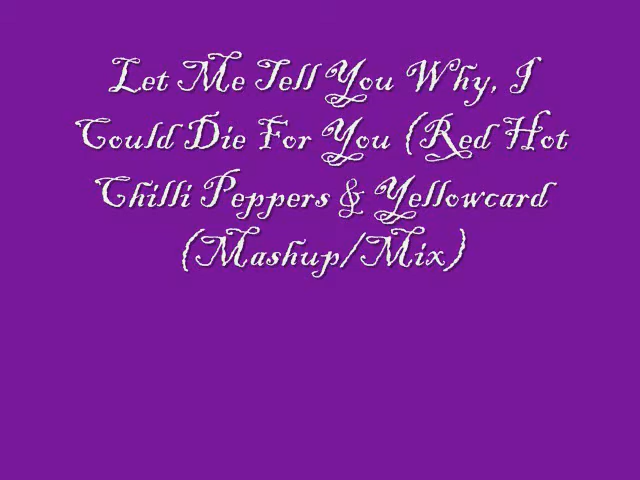 Let Me Tell You Why, I
Could Die For You (Red Hot
Chilli Peppers & Yellowcard
(Mashup/Mix)